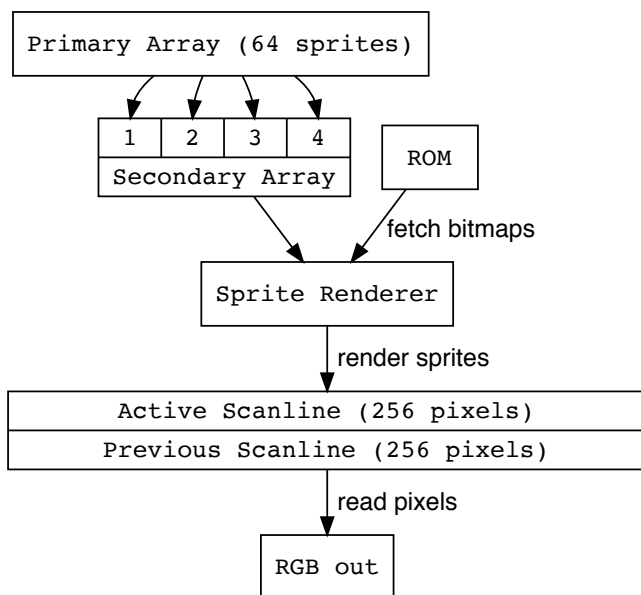 Primary Array (64 sprites)
1 2 3 4
Secondary Array
ROM
fetch bitmaps
Sprite Renderer
render sprites
Active Scanline (256 pixels)
Previous Scanline (256 pixels)
read pixels
RGB out